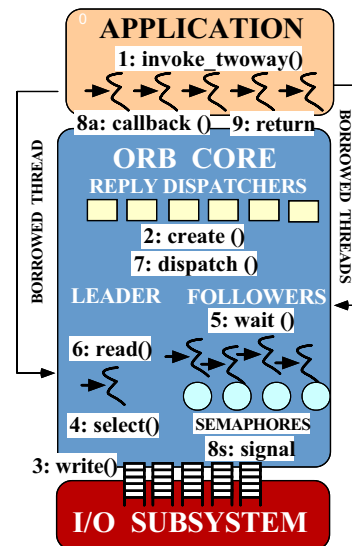 0
APPLICATION
1: invoke_twoway()
8a: callback ()
9: return
BORROWED THREAD
BORROWED THREADS
ORB CORE
REPLY DISPATCHERS
2: create ()
7: dispatch ()
LEADER
FOLLOWERS
5: wait ()
6: read()
4: select()
SEMAPHORES
8s: signal
3: write()
I/O SUBSYSTEM